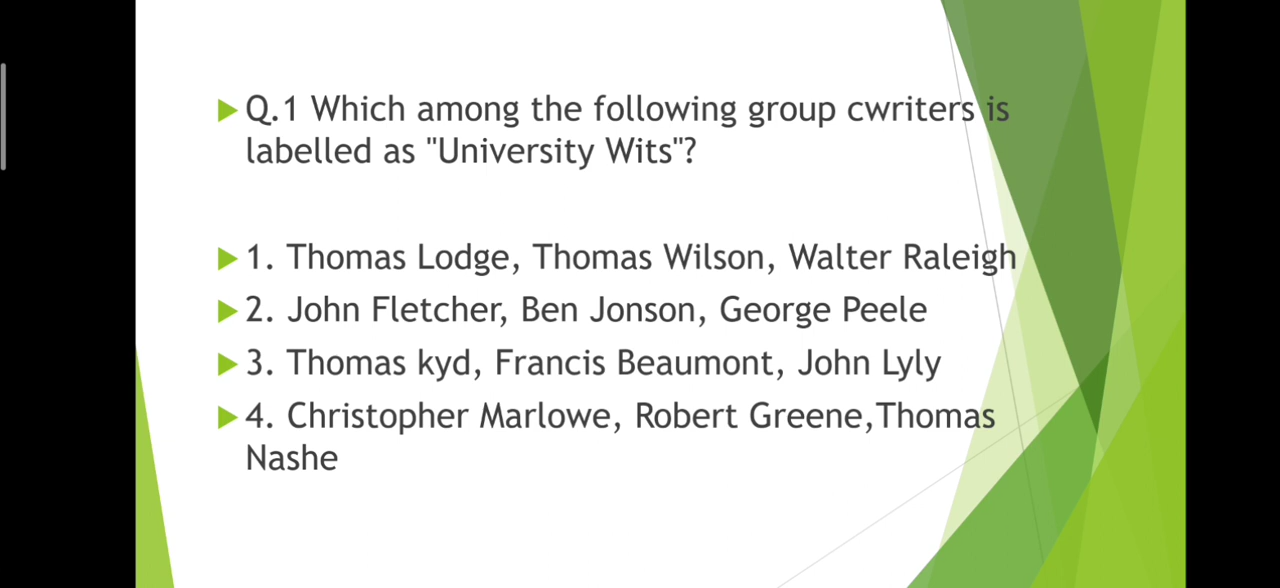 Q.1 Which among the following group cwriters is
labelled as "University Wits"?
1. Thomas Lodge, Thomas Wilson, Walter Raleigh
2. John Fletcher, Ben Jonson, George Peele
3. Thomas kyd, Francis Beaumont, John Lyly
4. Christopher Marlowe, Robert Greene,Thomas
Nashe